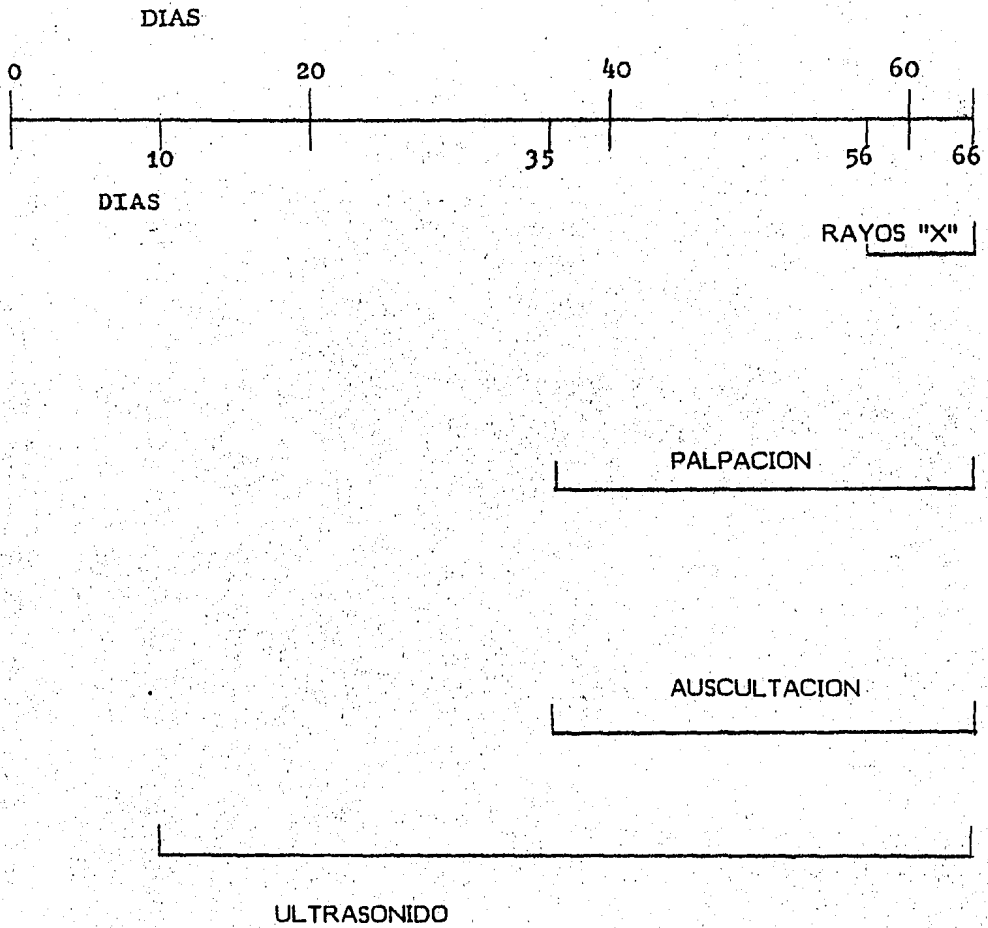 DIAS
0 20 40 60
10 35 56 66
DIAS
RAYOS "X"
PALPACION
AUSCULTACION
ULTRASONIDO